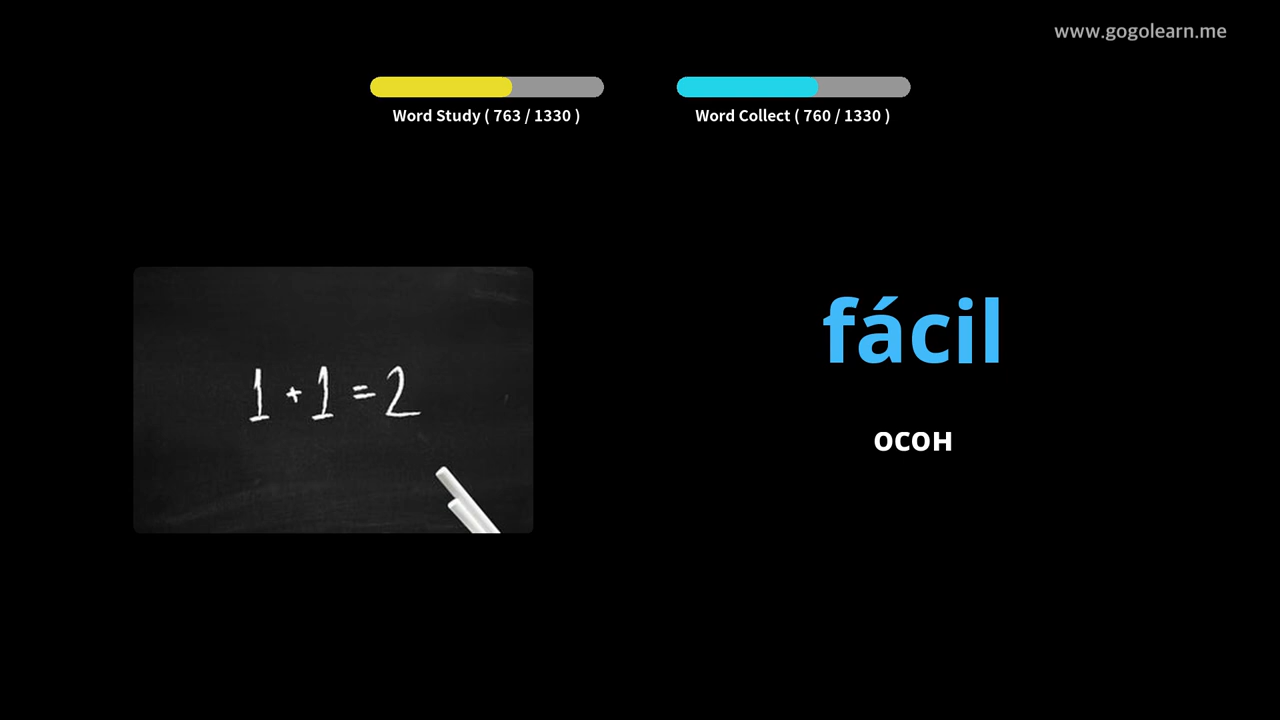 www.gogolearn.me
Word Study ( 763 / 1330 )
Word Collect ( 760 / 1330 )
1 + 1 = 2
fácil
осон